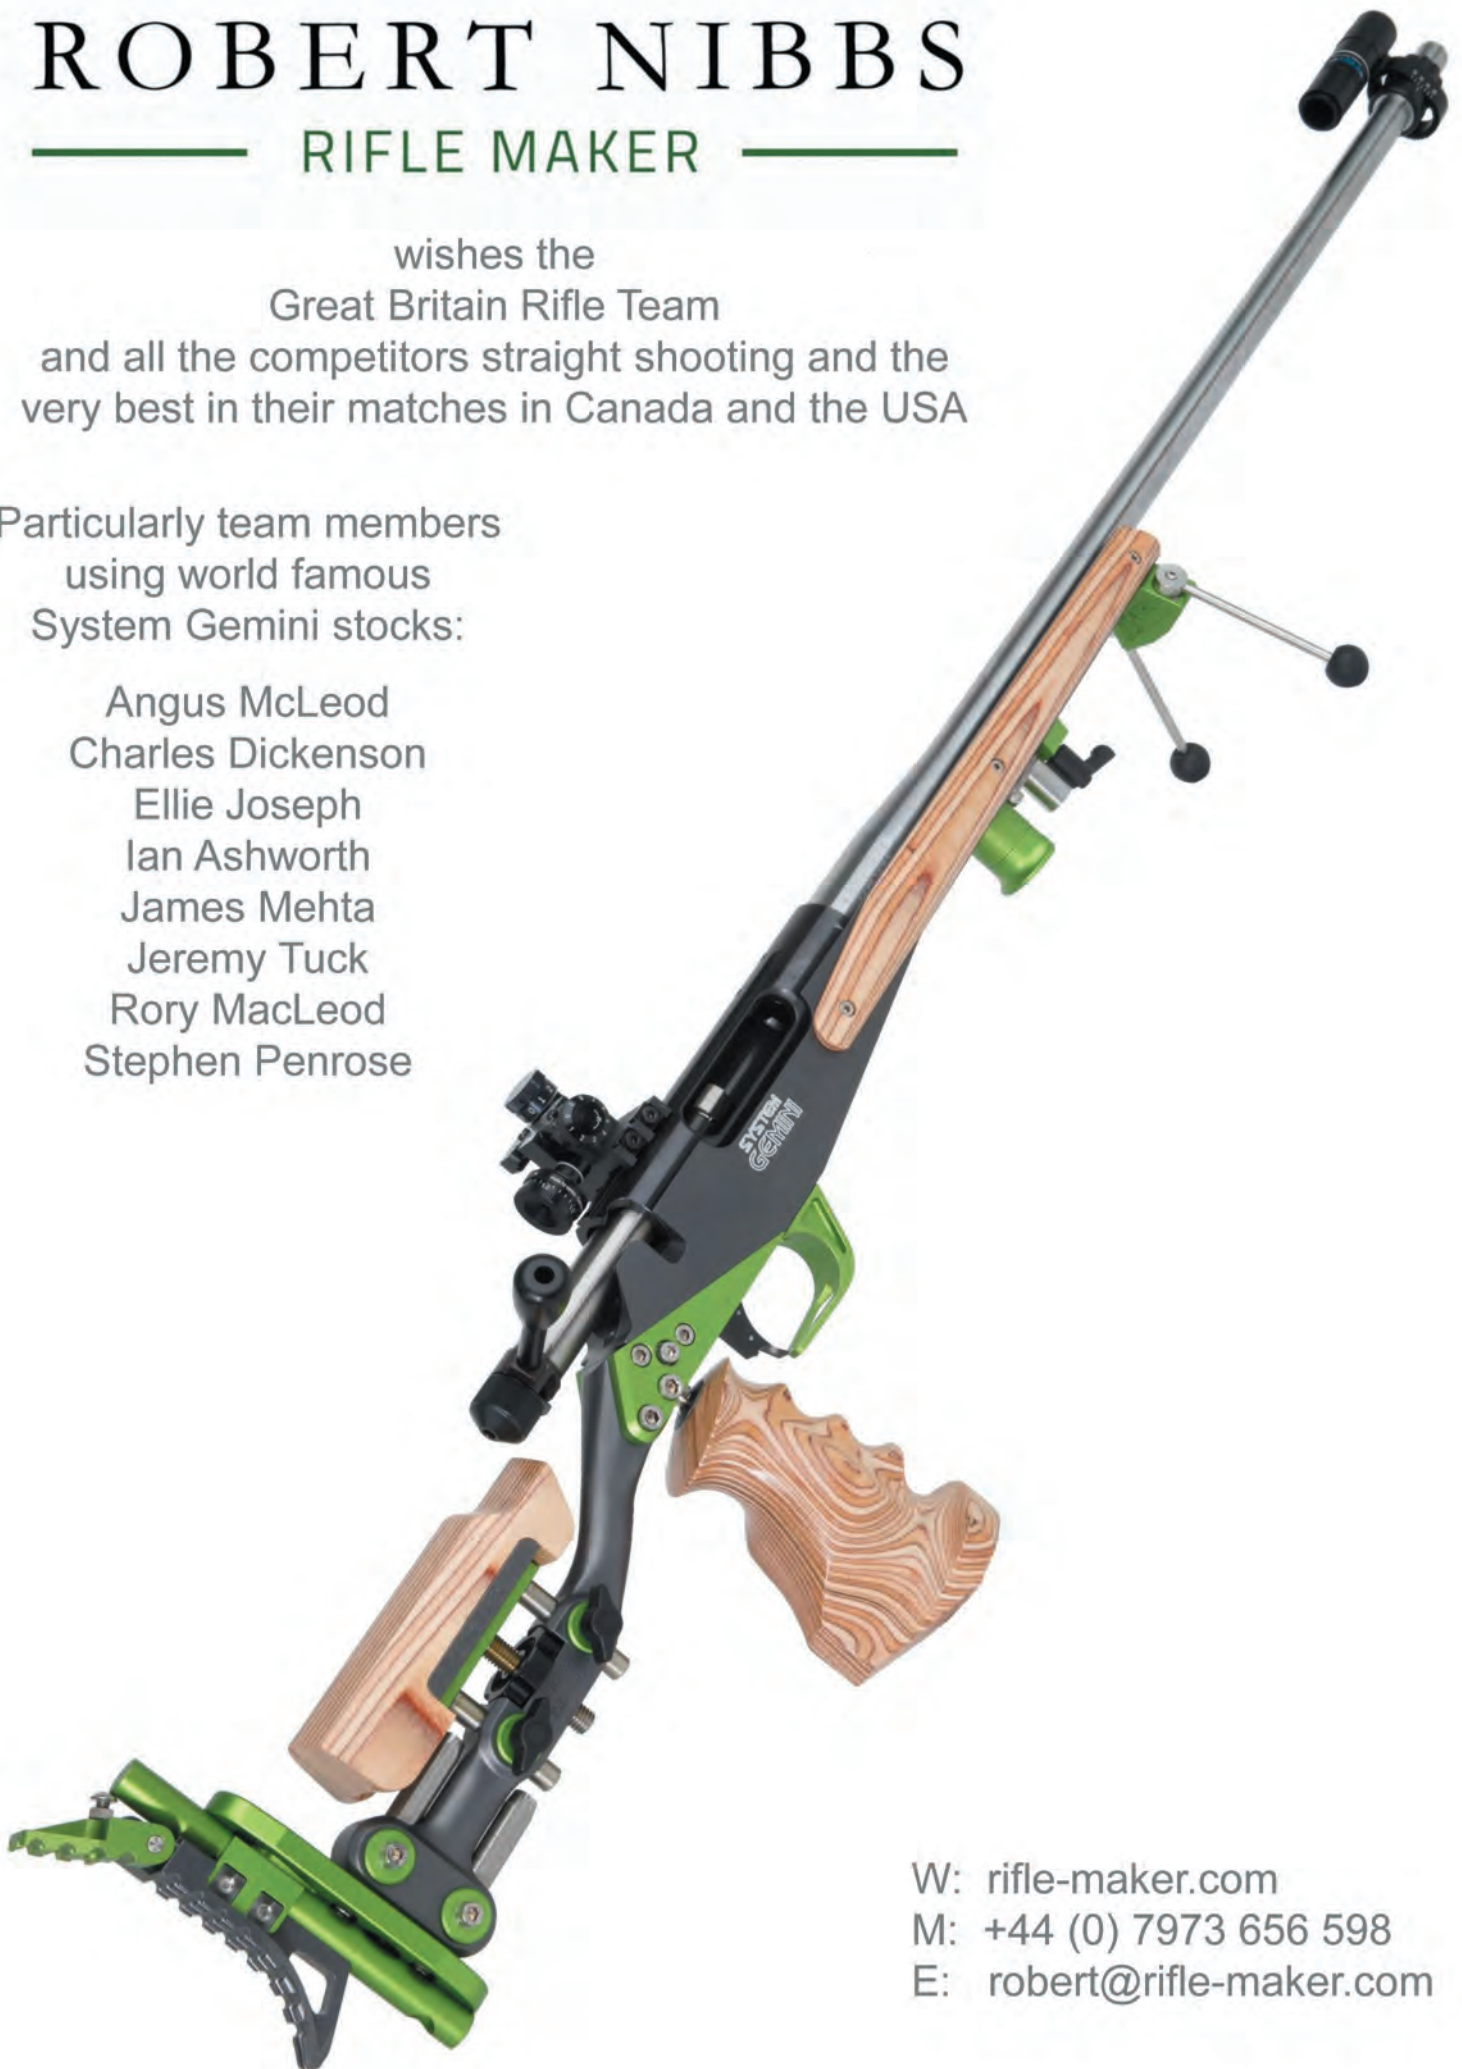 ROBERT NIBBS
RIFLE MAKER
wishes the
Great Britain Rifle Team
and all the competitors straight shooting and the
very best in their matches in Canada and the USA
Particularly team members
using world famous
System Gemini stocks:
Angus McLeod
Charles Dickenson
Ellie Joseph
Ian Ashworth
James Mehta
Jeremy Tuck
Rory MacLeod
Stephen Penrose
SYSTEM
GEMINI
W: rifle-maker.com
M: +44 (0) 7973 656 598
E: robert@rifle-maker.com